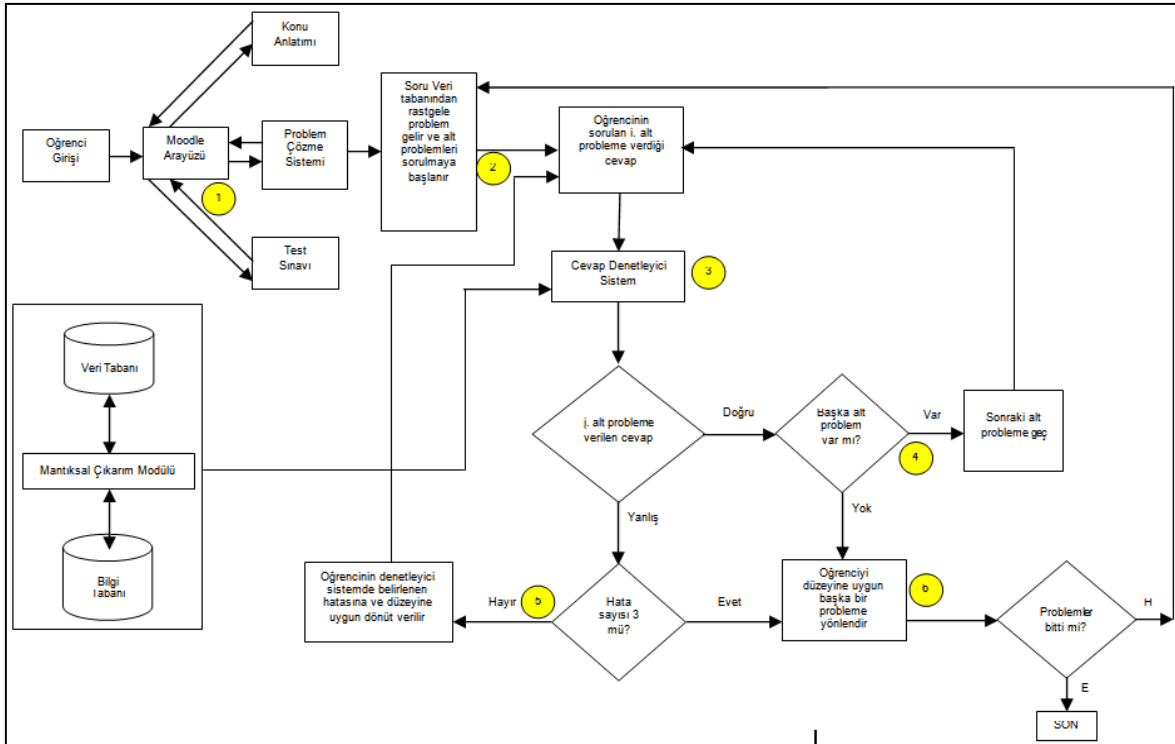 Konu
Anlatımı
Öğrenci
Girişi
Moodle
Arayüzü
Problem
Çözme
Sistemi
1
Test
Sınavı
Soru Veri
tabanından
rastgele
problem
gelir ve alt
problemleri
sorulmaya
başlanır
2
Öğrencinin
sorulan i. alt
probleme verdiği
cevap
Cevap Denetleyici
Sistem
3
Veri Tabanı
Mantıksal Çıkarım Modülü
Bilgi
Tabanı
i. alt probleme
verilen cevap
Doğru
Başka alt
problem
var mı?
Var
4
Sonraki alt
probleme geç
Yanlış
Yok
Öğrencinin denetleyici
sistemde belirlenen
hatasına ve düzeyine
uygun dönüt verilir
Hayır
5
Hata
sayısı 3
mü?
Evet
Öğrenciyi
düzeyine uygun
başka bir
probleme
yönlendir
6
Problemler
bitti mi?
H
E
SON